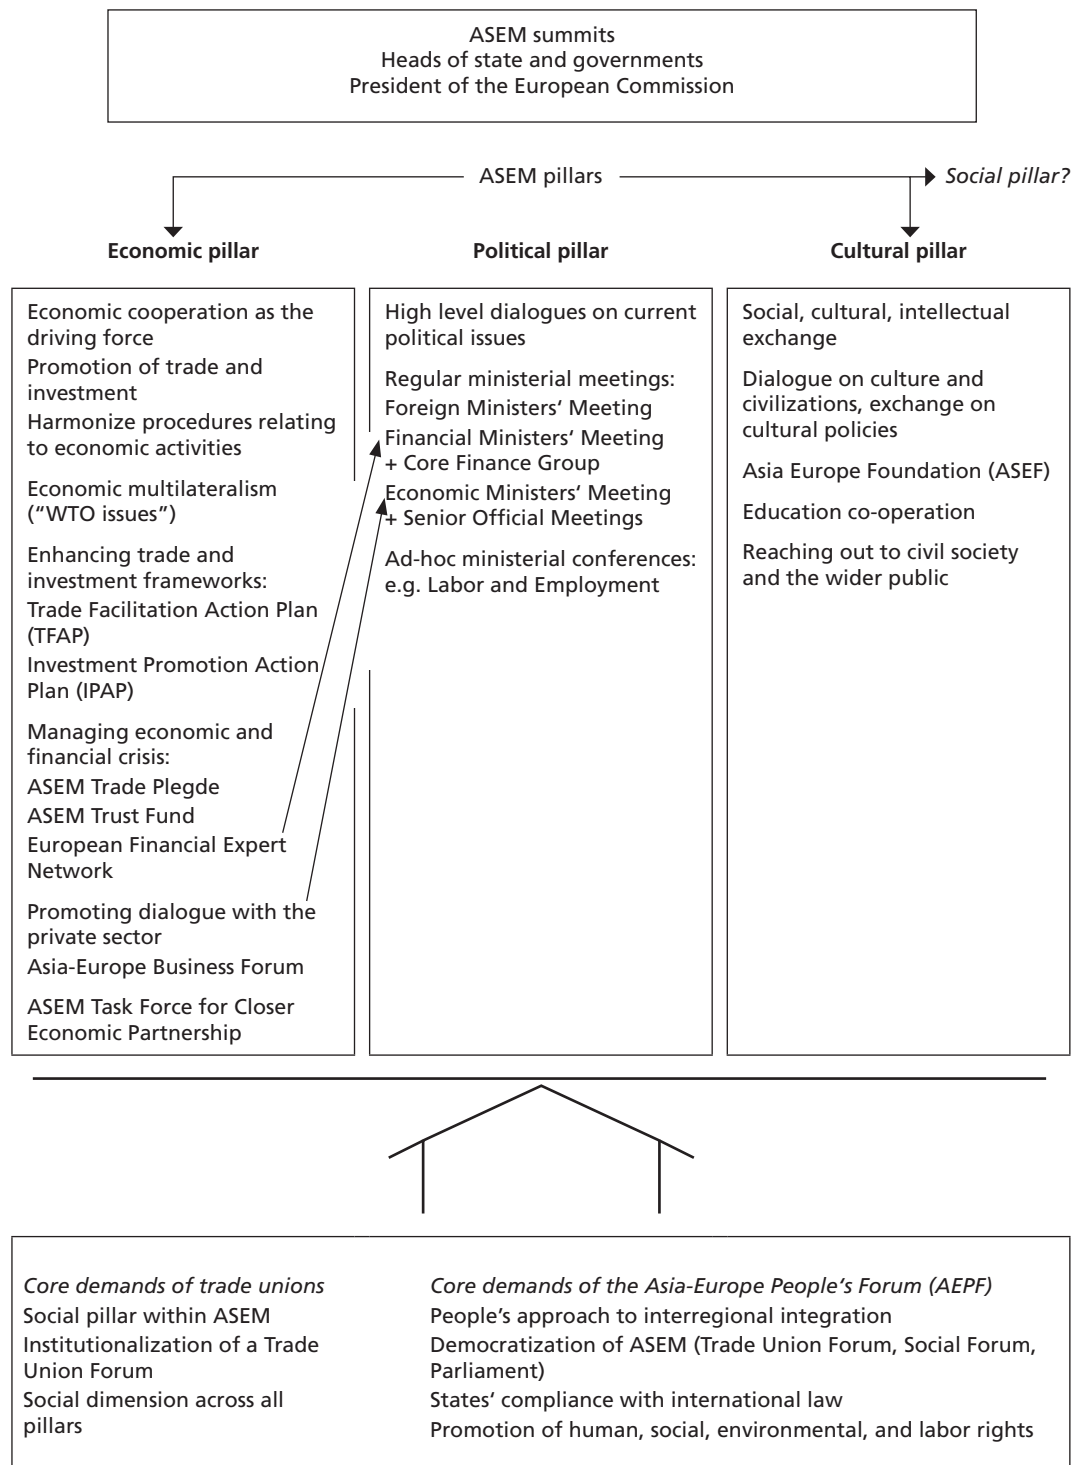 ASEM summits
Heads of state and governments
President of the European Commission
ASEM pillars
Social pillar?
Economic pillar
Political pillar
Cultural pillar
Economic cooperation as the
driving force
Promotion of trade and
investment
Harmonize procedures relating
to economic activities
Economic multilateralism
(“WTO issues”)
Enhancing trade and
investment frameworks:
Trade Facilitation Action Plan
(TFAP)
Investment Promotion Action
Plan (IPAP)
Managing economic and
financial crisis:
ASEM Trade Plegde
ASEM Trust Fund
European Financial Expert
Network
Promoting dialogue with the
private sector
Asia-Europe Business Forum
ASEM Task Force for Closer
Economic Partnership
High level dialogues on current
political issues
Regular ministerial meetings:
Foreign Ministers‘ Meeting
Financial Ministers‘ Meeting
+ Core Finance Group
Economic Ministers‘ Meeting
+ Senior Official Meetings
Ad-hoc ministerial conferences:
e.g. Labor and Employment
Social, cultural, intellectual
exchange
Dialogue on culture and
civilizations, exchange on
cultural policies
Asia Europe Foundation (ASEF)
Education co-operation
Reaching out to civil society
and the wider public
Core demands of trade unions
Social pillar within ASEM
Institutionalization of a Trade
Union Forum
Social dimension across all
pillars
Core demands of the Asia-Europe People‘s Forum (AEPF)
People’s approach to interregional integration
Democratization of ASEM (Trade Union Forum, Social Forum,
Parliament)
States‘ compliance with international law
Promotion of human, social, environmental, and labor rights